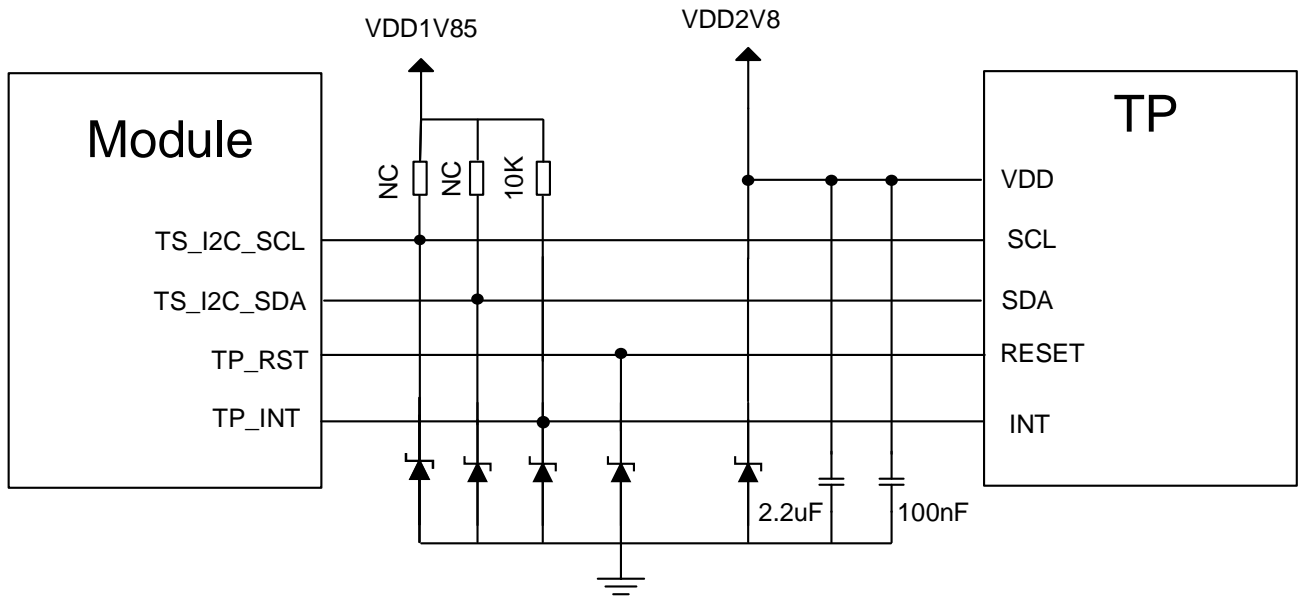 VDD1V85
VDD2V8
Module
TP
NC
NC
10K
VDD
TS_I2C_SCL
SCL
TS_I2C_SDA
SDA
TP_RST
RESET
TP_INT
INT
2.2uF
100nF